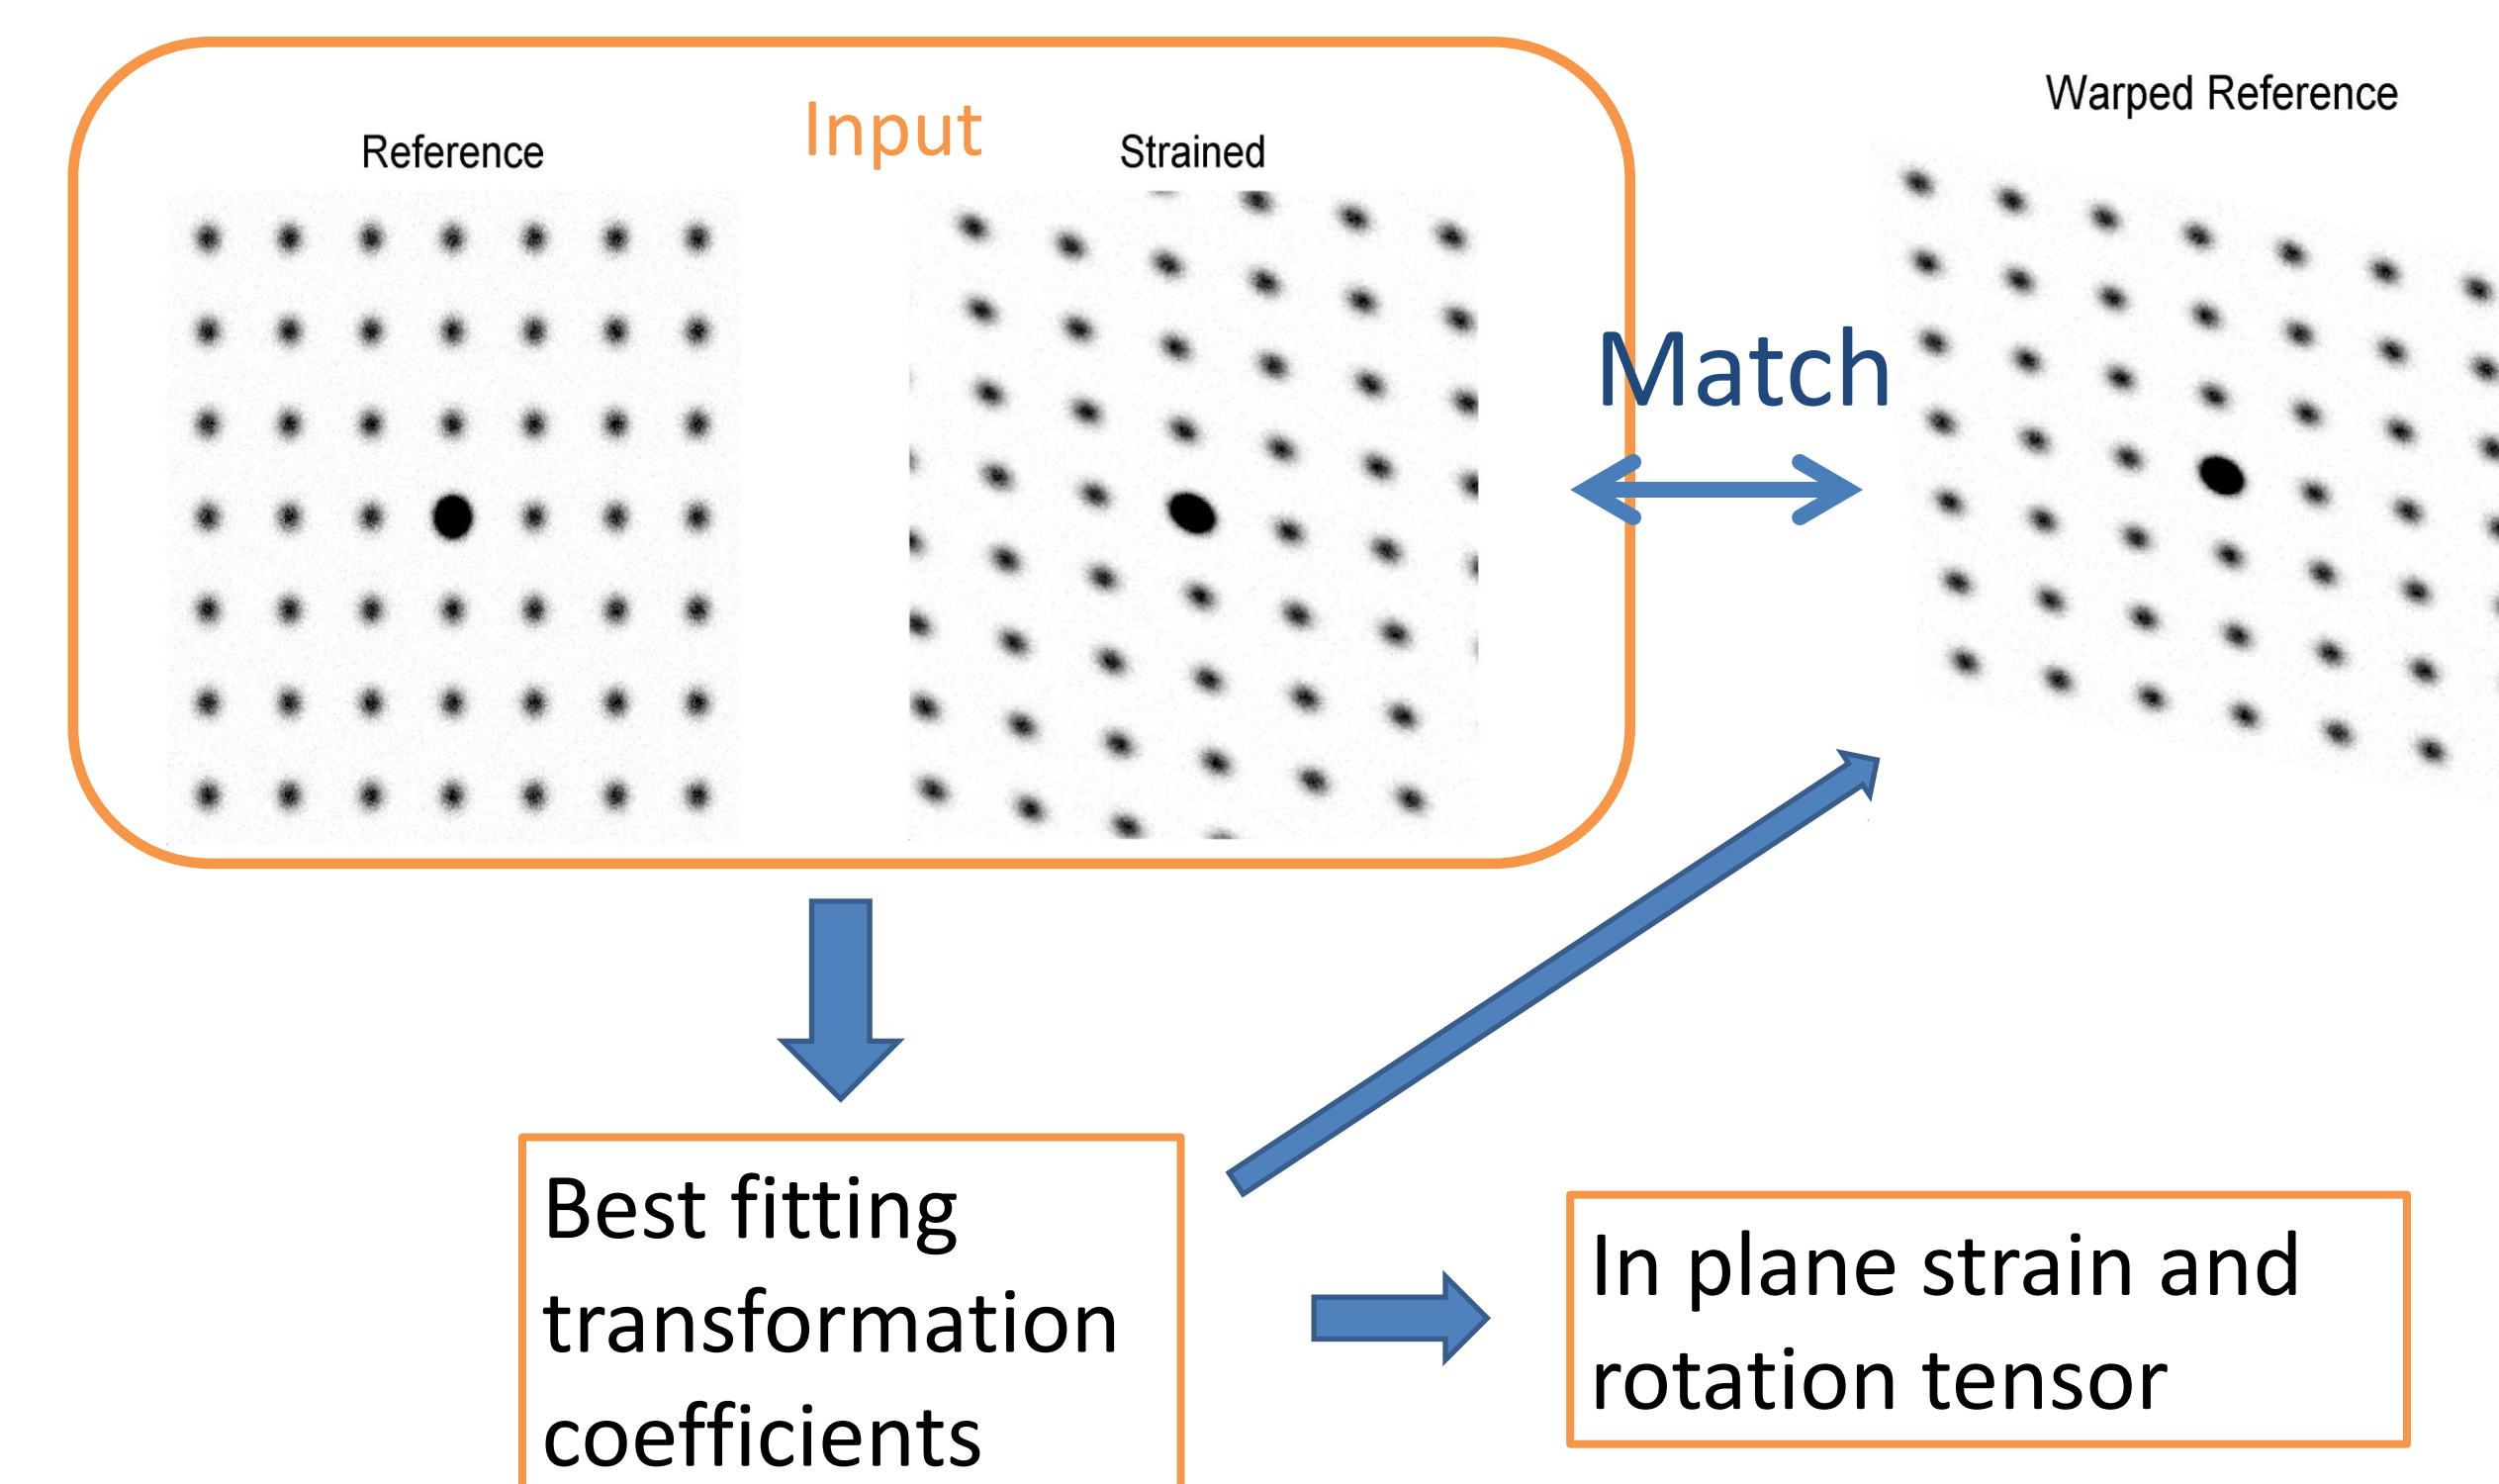 Input
Reference
Strained
Warped Reference
Match
Best fitting
transformation
coefficients
In plane strain and
rotation tensor